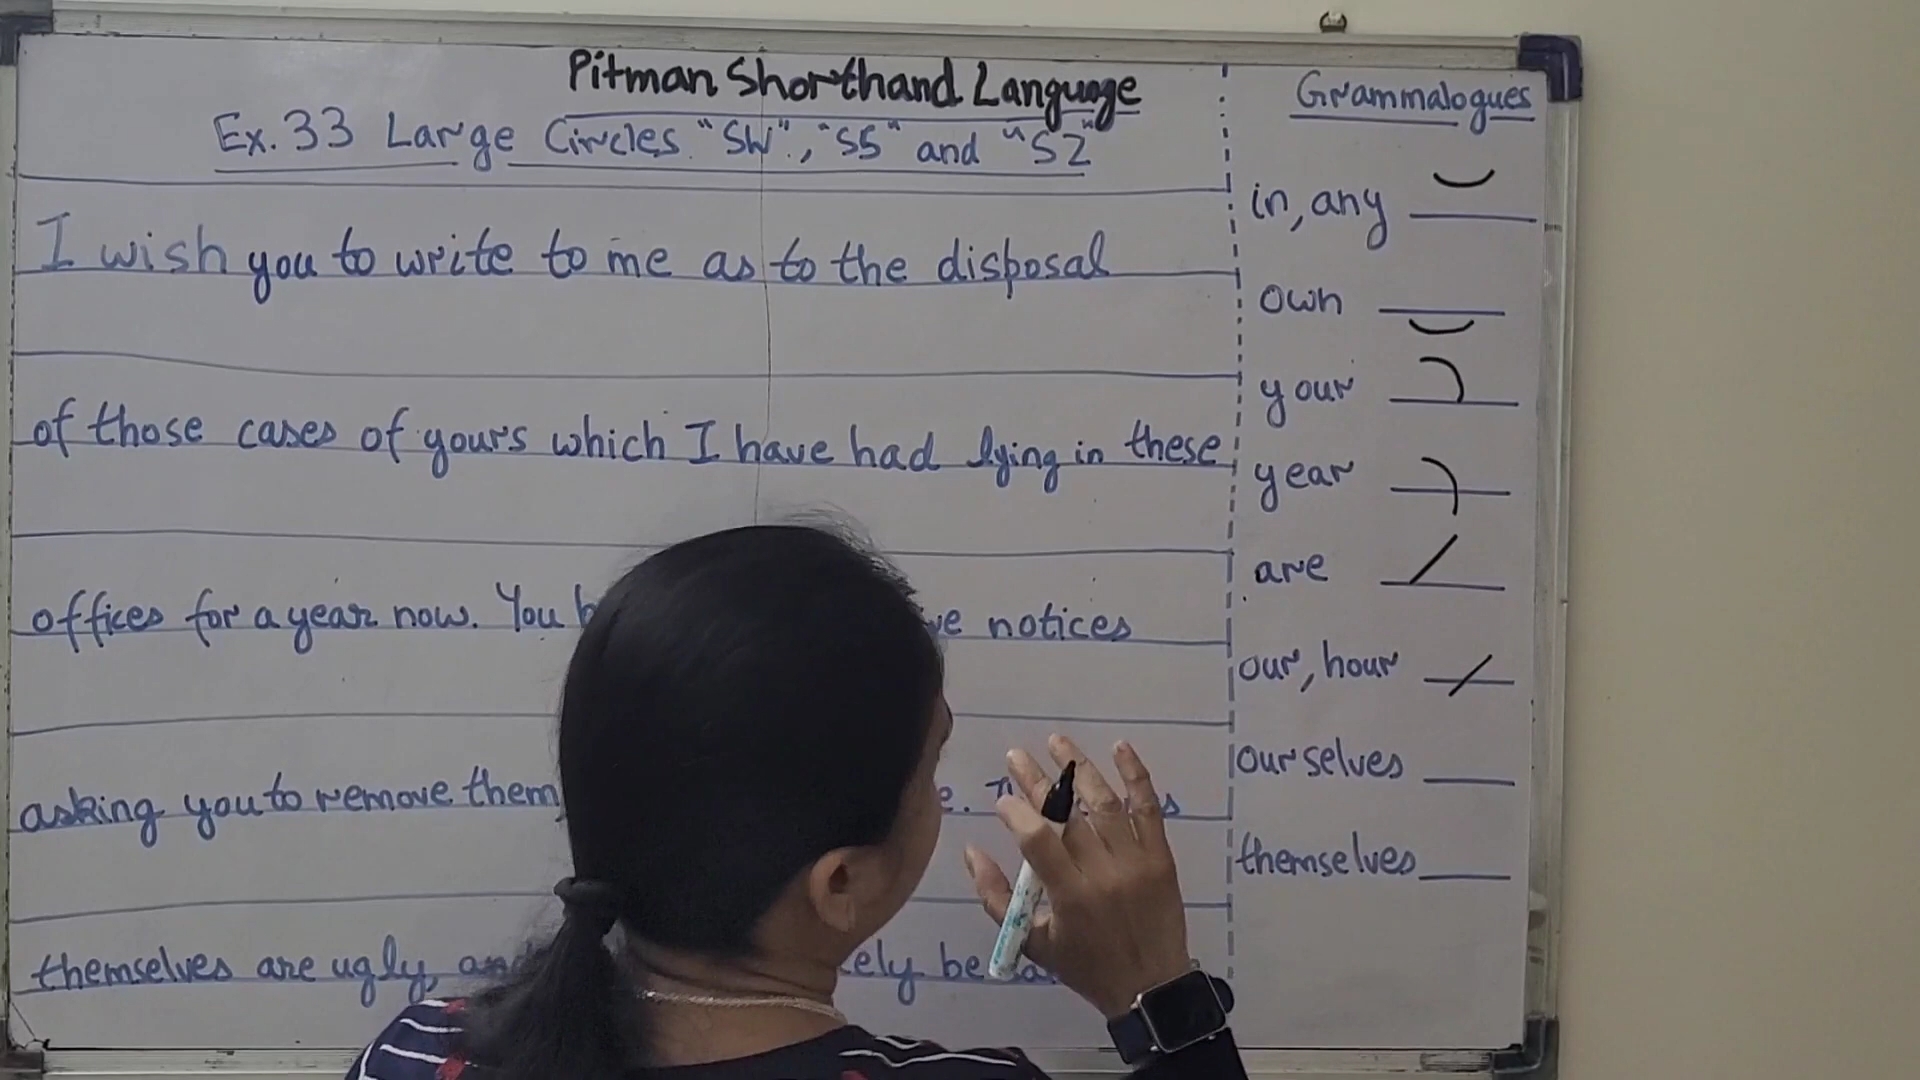 Pitman Shorthand Language
Ex. 33 Large Circles "SW", "SS" and "SZ"
I wish you to write to me as to the disposal
of those cases of yours which I have had lying in these
offices for a year now. You notices
asking you to remove them
themselves are ugly, be
Grammalogues
in, any
own
your
year
are
our, hour
ourselves
themselves